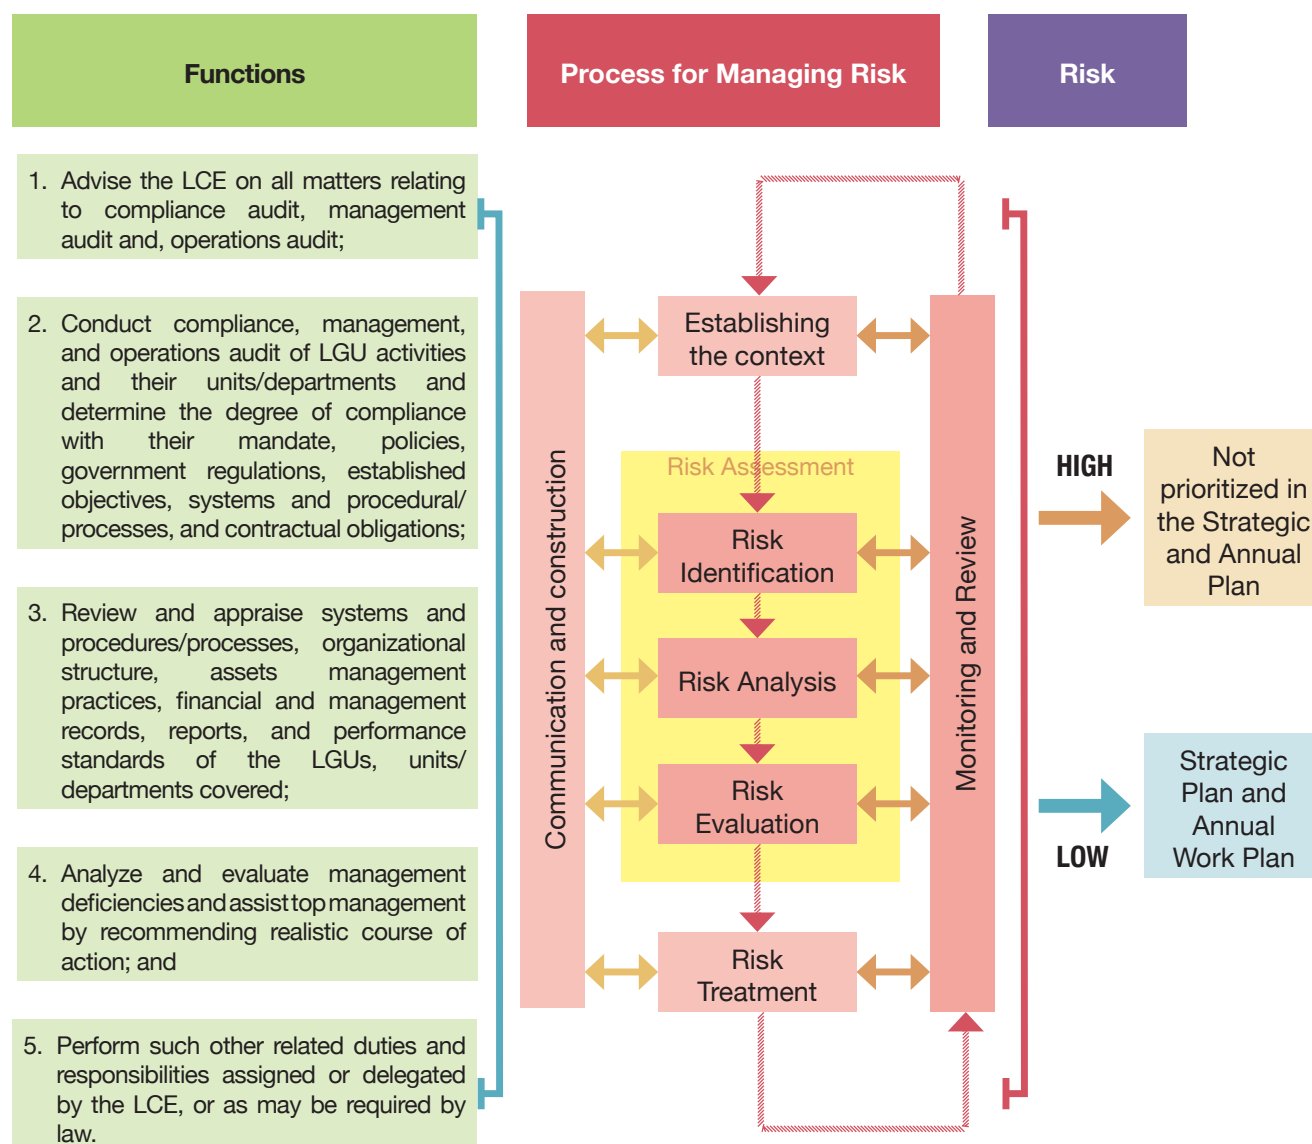 Functions
Process for Managing Risk
Risk
1. Advise the LCE on all matters relating
to compliance audit, management
audit and, operations audit;
2. Conduct compliance, management,
and operations audit of LGU activities
and their units/departments and
determine the degree of compliance
with their mandate, policies,
government regulations, established
objectives, systems and procedural/
processes, and contractual obligations;
3. Review and appraise systems and
procedures/processes, organizational
structure, assets management
practices, financial and management
records, reports, and performance
standards of the LGUs, units/
departments covered;
4. Analyze and evaluate management
deficiencies and assist top management
by recommending realistic course of
action; and
5. Perform such other related duties and
responsibilities assigned or delegated
by the LCE, or as may be required by
law.
Communication and construction
Establishing
the context
Risk Assessment
Risk
Identification
Risk Analysis
Risk
Evaluation
Risk
Treatment
Monitoring and Review
HIGH
Not
prioritized in
the Strategic
and Annual
Plan
LOW
Strategic
Plan and
Annual
Work Plan